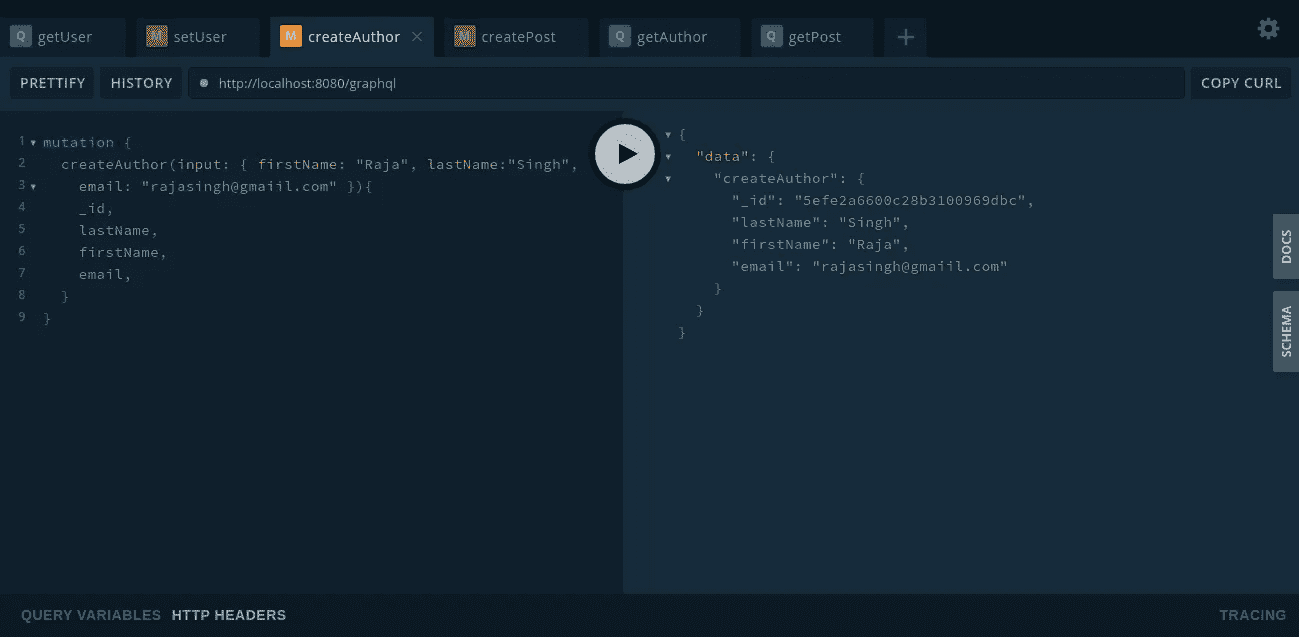 Q getUser M setUser M createAuthor × M createPost Q getAuthor Q getPost +
PRETTIFY HISTORY http://localhost:8080/graphql COPY CURL
1 mutation {
2 createAuthor(input: { firstName: "Raja", lastName:"Singh",
3 email: "rajasingh@gmaiil.com" }){
4 _id,
5 lastName,
6 firstName,
7 email,
8 }
9 }
{
"data": {
"createAuthor": {
"_id": "5efe2a6600c28b3100969dbc",
"lastName": "Singh",
"firstName": "Raja",
"email": "rajasingh@gmaiil.com"
}
}
}
DOCS
SCHEMA
QUERY VARIABLES HTTP HEADERS TRACING